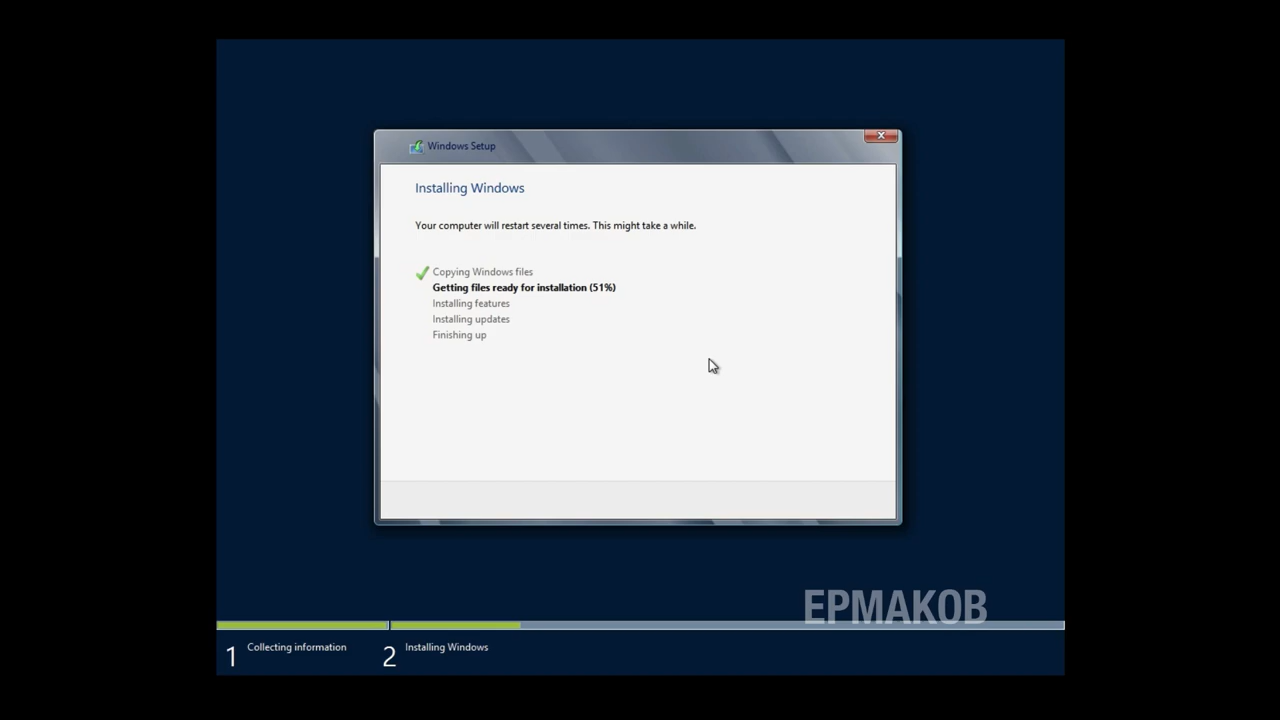 Windows Setup
Installing Windows
Your computer will restart several times. This might take a while.
Copying Windows files
Getting files ready for installation (51%)
Installing features
Installing updates
Finishing up
ЕРМАКОВ
1 Collecting information
2 Installing Windows